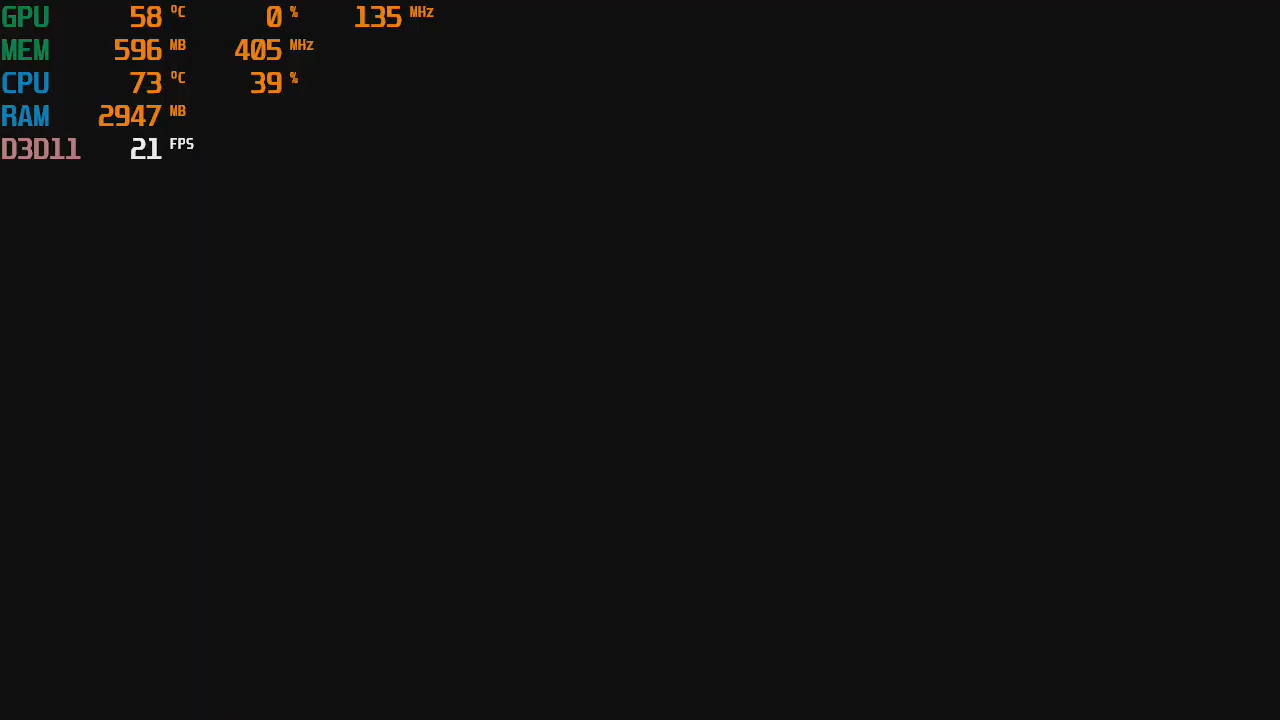 GPU 58 °C 0 % 135 MHz
MEM 596 MB 405 MHz
CPU 73 °C 39 %
RAM 2947 MB
D3D11 21 FPS